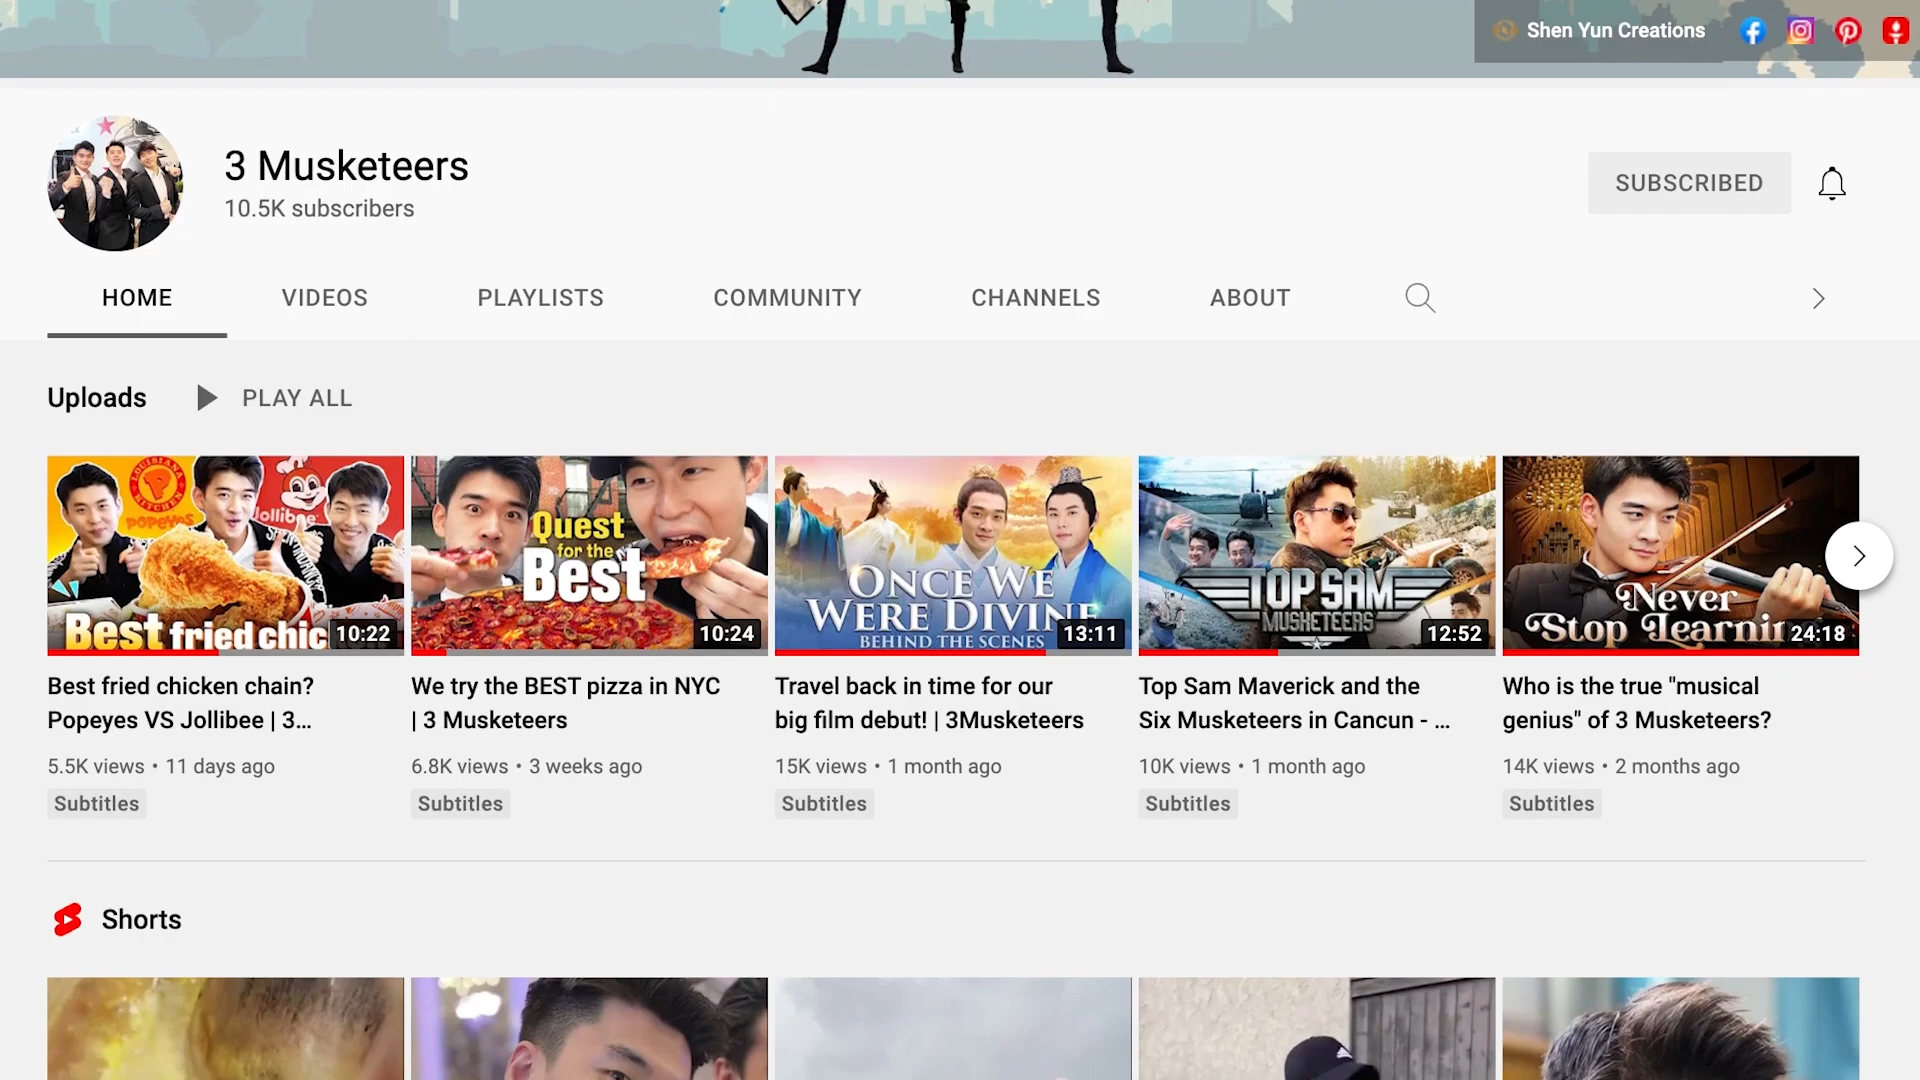 Shen Yun Creations
3 Musketeers
10.5K subscribers
SUBSCRIBED
HOME
VIDEOS
PLAYLISTS
COMMUNITY
CHANNELS
ABOUT
Uploads
PLAY ALL
LOUISIANA
KITCHEN
POPEYES
Jollibee
Best fried chic
10:22
Quest
for the
Best
10:24
ONCE WE
WERE DIVINE
BEHIND THE SCENES
13:11
TOP SAM
MUSKETEERS
12:52
Never
Stop Learnin
24:18
Best fried chicken chain?
Popeyes VS Jollibee | 3...
5.5K views • 11 days ago
Subtitles
We try the BEST pizza in NYC
| 3 Musketeers
6.8K views • 3 weeks ago
Subtitles
Travel back in time for our
big film debut! | 3Musketeers
15K views • 1 month ago
Subtitles
Top Sam Maverick and the
Six Musketeers in Cancun - ...
10K views • 1 month ago
Subtitles
Who is the true "musical
genius" of 3 Musketeers?
14K views • 2 months ago
Subtitles
Shorts